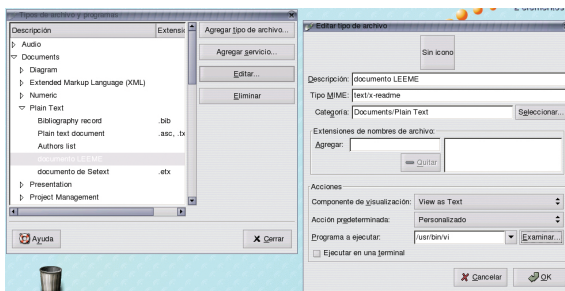 Tipos de archivo y programas
Descripción
Extensic
Audio
Documents
Diagram
Extended Markup Language (XML)
Numeric
Plain Text
Bibliography record .bib
Plain text document .asc, .tx
Authors list
documento LEEME
documento de Setext .etx
Presentation
Project Management
Agregar tipo de archivo...
Agregar servicio...
Editar...
Eliminar
Ayuda
Cerrar
Editar tipo de archivo
Sin icono
Descripción: documento LEEME
Tipo MIME: text/x-readme
Categoría: Documents/Plain Text Seleccionar...
Extensiones de nombres de archivo:
Agregar:
Quitar
Acciones
Componente de visualización: View as Text
Acción predeterminada: Personalizado
Programa a ejecutar: /usr/bin/vi Examinar...
Ejecutar en una terminal
Cancelar
OK